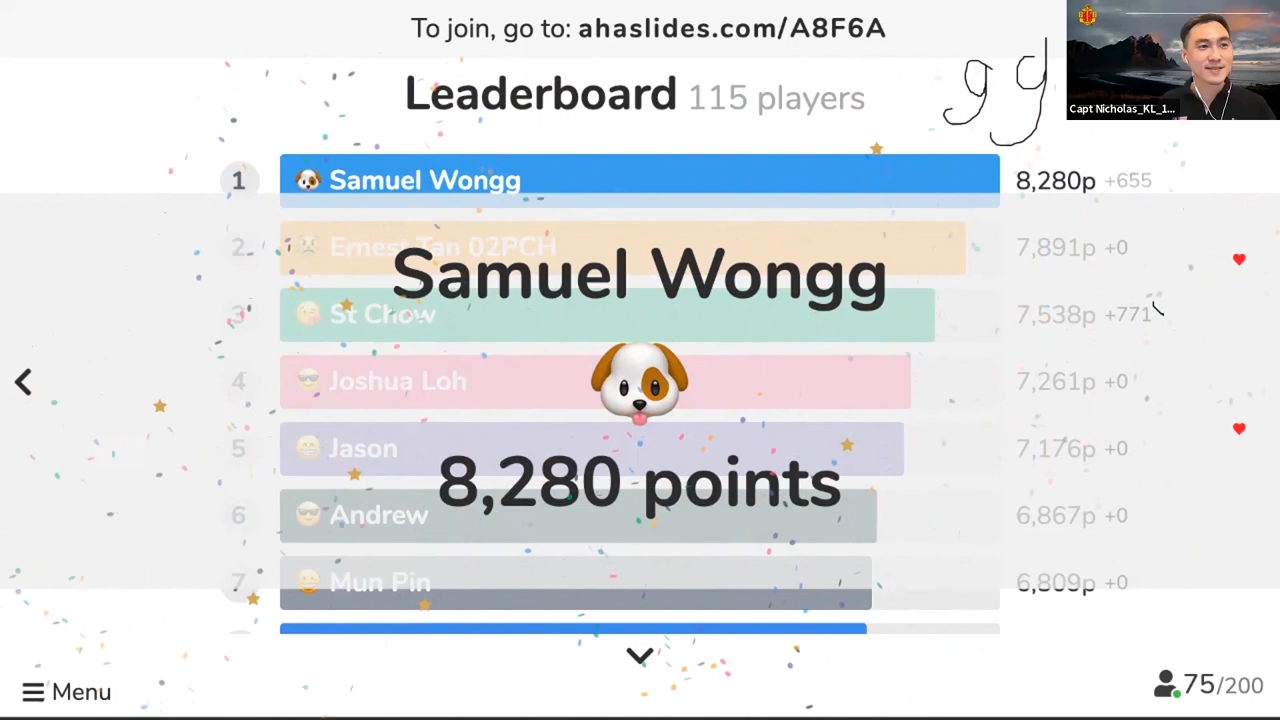 To join, go to: ahaslides.com/A8F6A
Leaderboard 115 players
gg
Capt Nicholas_KL_1...
1 Samuel Wongg 8,280p +655
2 Ernest Tan 02PCH 7,891p +0
Samuel Wongg
3 St Chow 7,538p +771
4 Joshua Loh 7,261p +0
5 Jason 7,176p +0
8,280 points
6 Andrew 6,867p +0
7 Mun Pin 6,809p +0
Menu
75/200